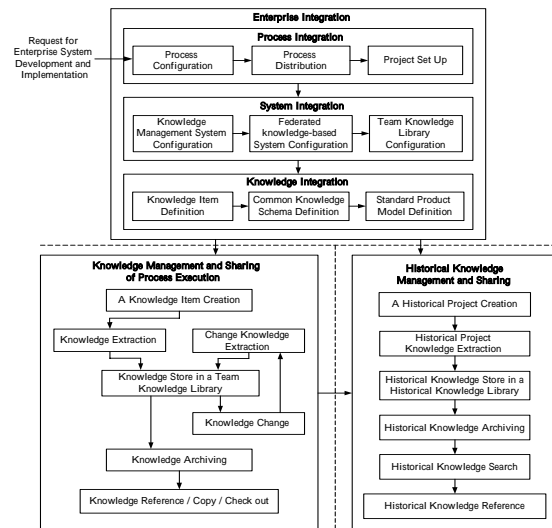 Enterprise Integration
Request for
Enterprise System
Development and
Implementation
Process Integration
Process
Configuration
Process
Distribution
Project Set Up
System Integration
Knowledge
Management System
Configuration
Federated
knowledge-based
System Configuration
Team Knowledge
Library
Configuration
Knowledge Integration
Knowledge Item
Definition
Common Knowledge
Schema Definition
Standard Product
Model Definition
Knowledge Management and Sharing
of Process Execution
A Knowledge Item Creation
Knowledge Extraction
Change Knowledge
Extraction
Knowledge Store in a Team
Knowledge Library
Knowledge Change
Knowledge Archiving
Knowledge Reference / Copy / Check out
Historical Knowledge
Management and Sharing
A Historical Project Creation
Historical Project
Knowledge Extraction
Historical Knowledge Store in a
Historical Knowledge Library
Historical Knowledge Archiving
Historical Knowledge Search
Historical Knowledge Reference